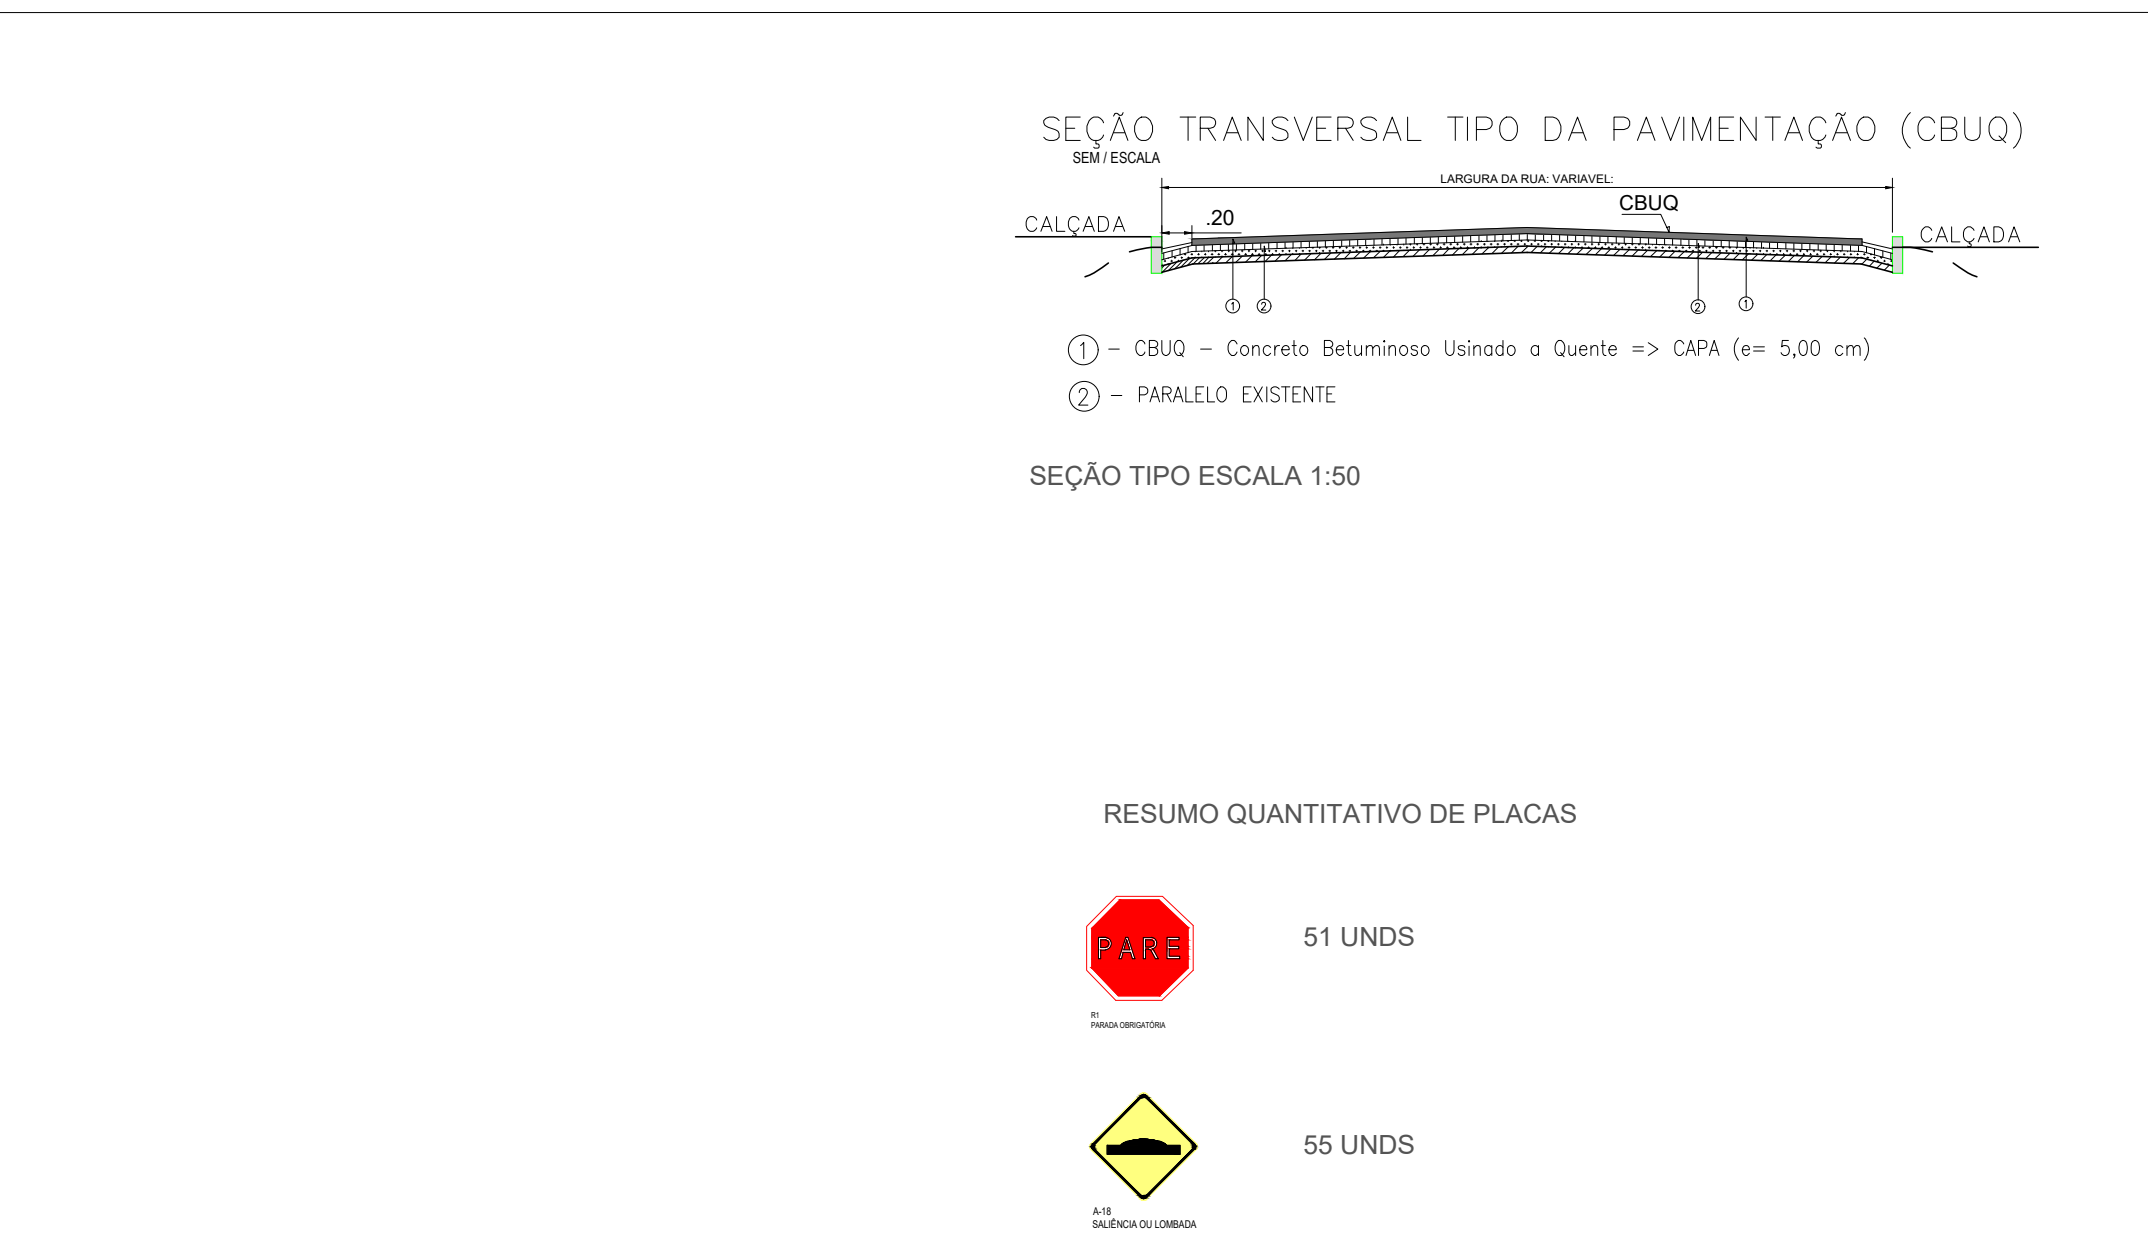 SEÇÃO TRANSVERSAL TIPO DA PAVIMENTAÇÃO (CBUQ)
SEM / ESCALA
LARGURA DA RUA: VARIAVEL:
CBUQ
.20
CALÇADA
CALÇADA
1
2
2
1
1 - CBUQ - Concreto Betuminoso Usinado a Quente => CAPA (e= 5,00 cm)
2 - PARALELO EXISTENTE
SEÇÃO TIPO ESCALA 1:50
RESUMO QUANTITATIVO DE PLACAS
PARE
51 UNDS
R1
PARADA OBRIGATÓRIA
55 UNDS
A-18
SALIÊNCIA OU LOMBADA